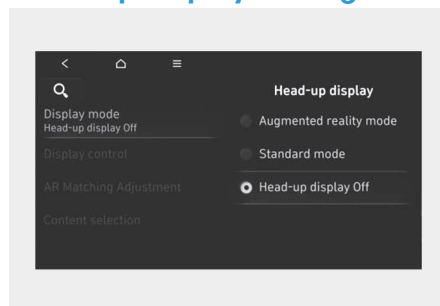 Head-up display
Display mode
Head-up display Off
Augmented reality mode
Display control
Standard mode
AR Matching Adjustment
Head-up display Off
Content selection